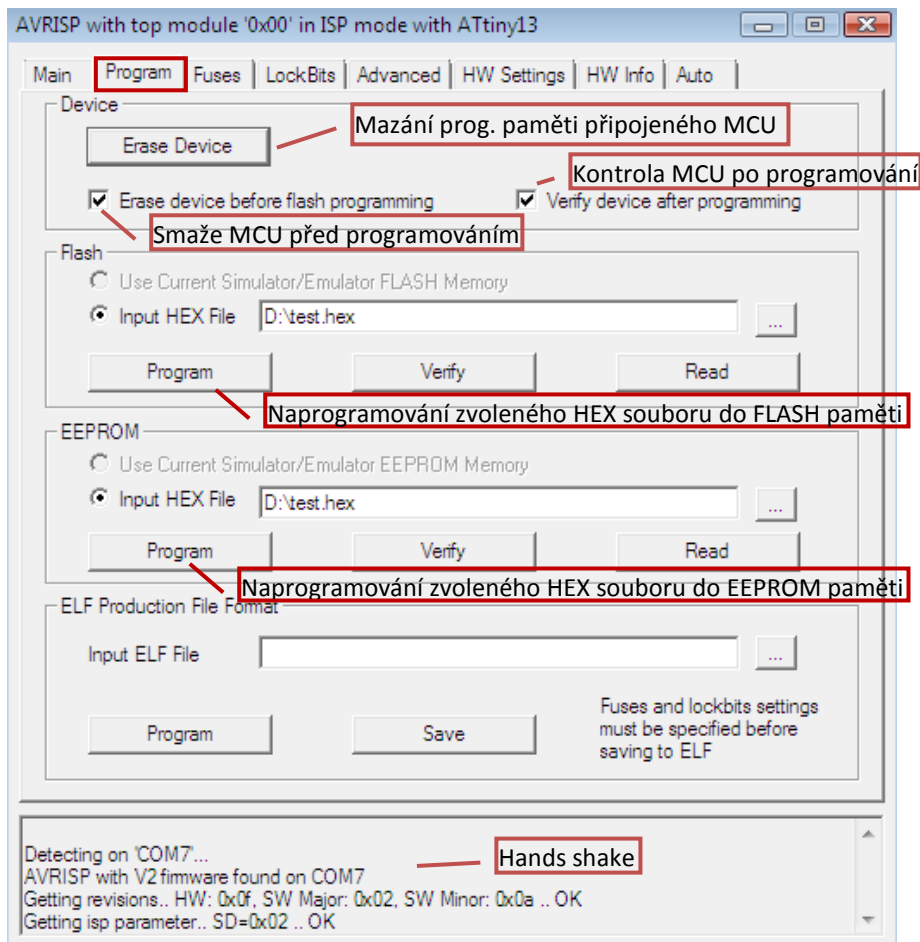 AVRISP with top module '0x00' in ISP mode with ATtiny13
Main Program Fuses LockBits Advanced HW Settings HW Info Auto
Device
Mazání prog. paměti připojeného MCU
Erase Device
Kontrola MCU po programování
Erase device before flash programming Verify device after programming
Smaže MCU před programováním
Flash
Use Current Simulator/Emulator FLASH Memory
Input HEX File D:\test.hex ...
Program Verify Read
Naprogramování zvoleného HEX souboru do FLASH paměti
EEPROM
Use Current Simulator/Emulator EEPROM Memory
Input HEX File D:\test.hex ...
Program Verify Read
Naprogramování zvoleného HEX souboru do EEPROM paměti
ELF Production File Format
Input ELF File ...
Fuses and lockbits settings
must be specified before
saving to ELF
Program Save
Detecting on 'COM7'...
Hands shake
AVRISP with V2 firmware found on COM7
Getting revisions.. HW: 0x0f, SW Major: 0x02, SW Minor: 0x0a .. OK
Getting isp parameter.. SD=0x02 .. OK